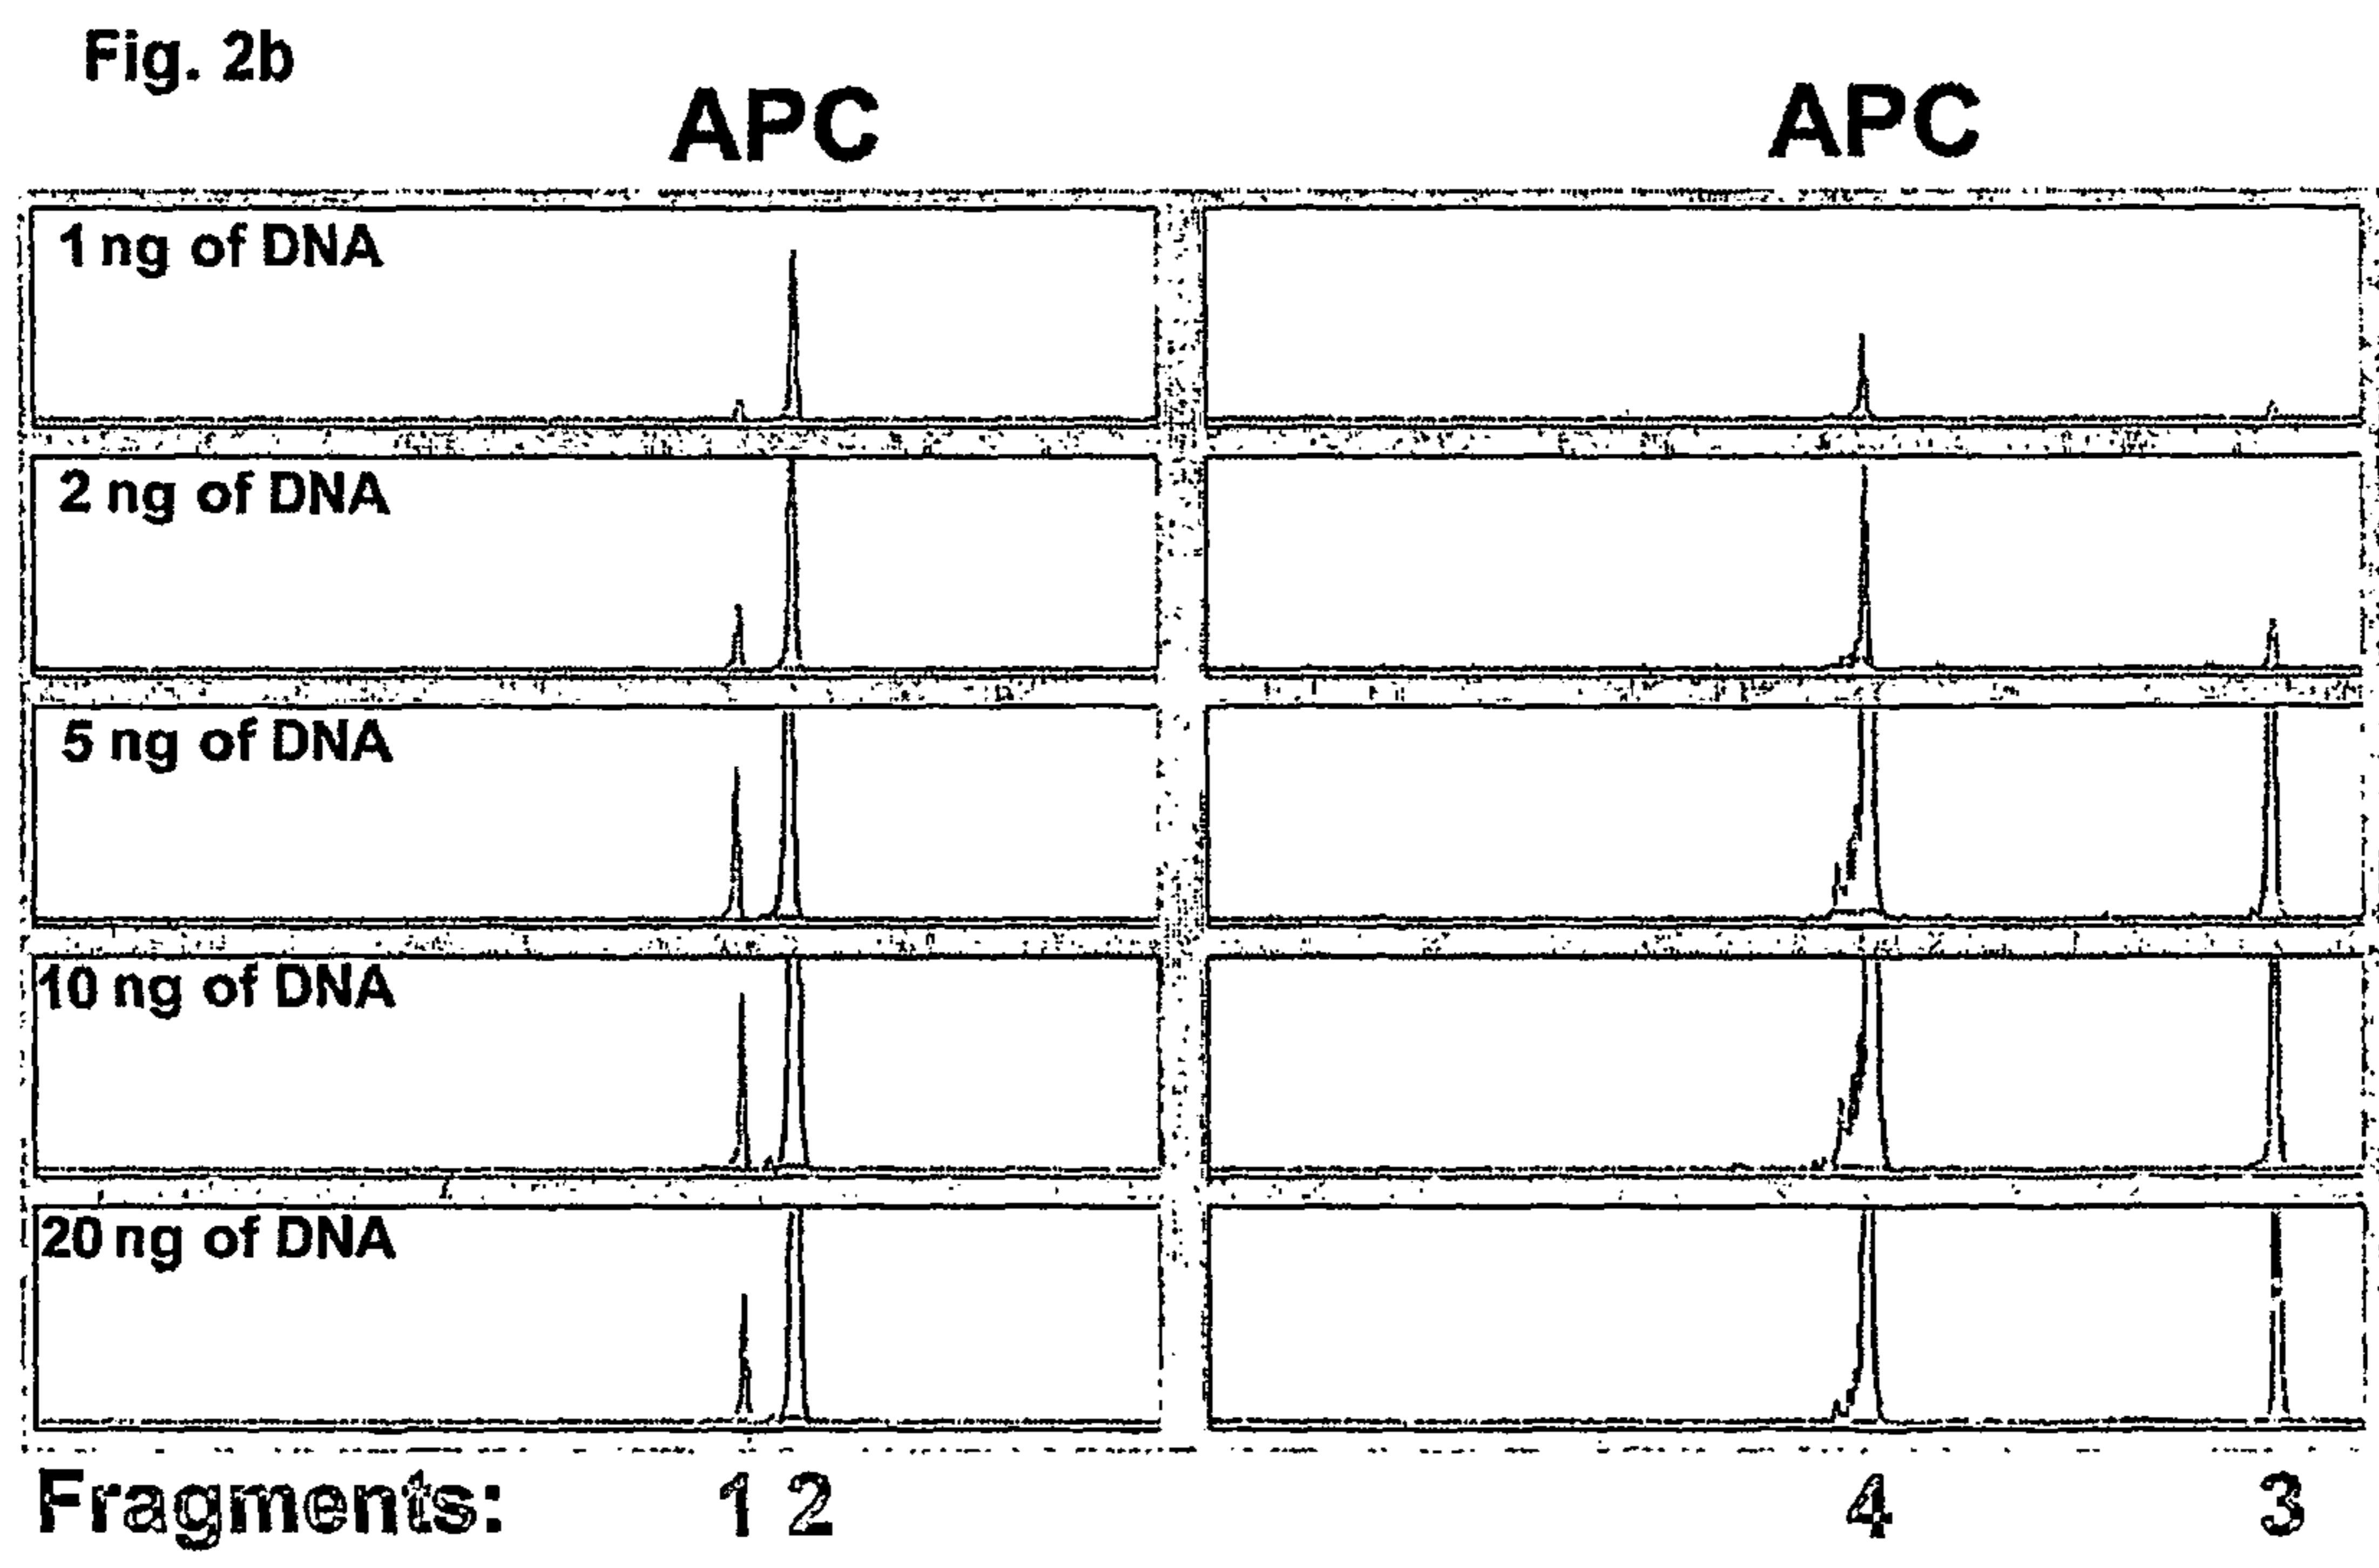 Fig. 2b
APC APC
1 ng of DNA
2 ng of DNA
5 ng of DNA
10 ng of DNA
20 ng of DNA
Fragments: 1 2 4 3